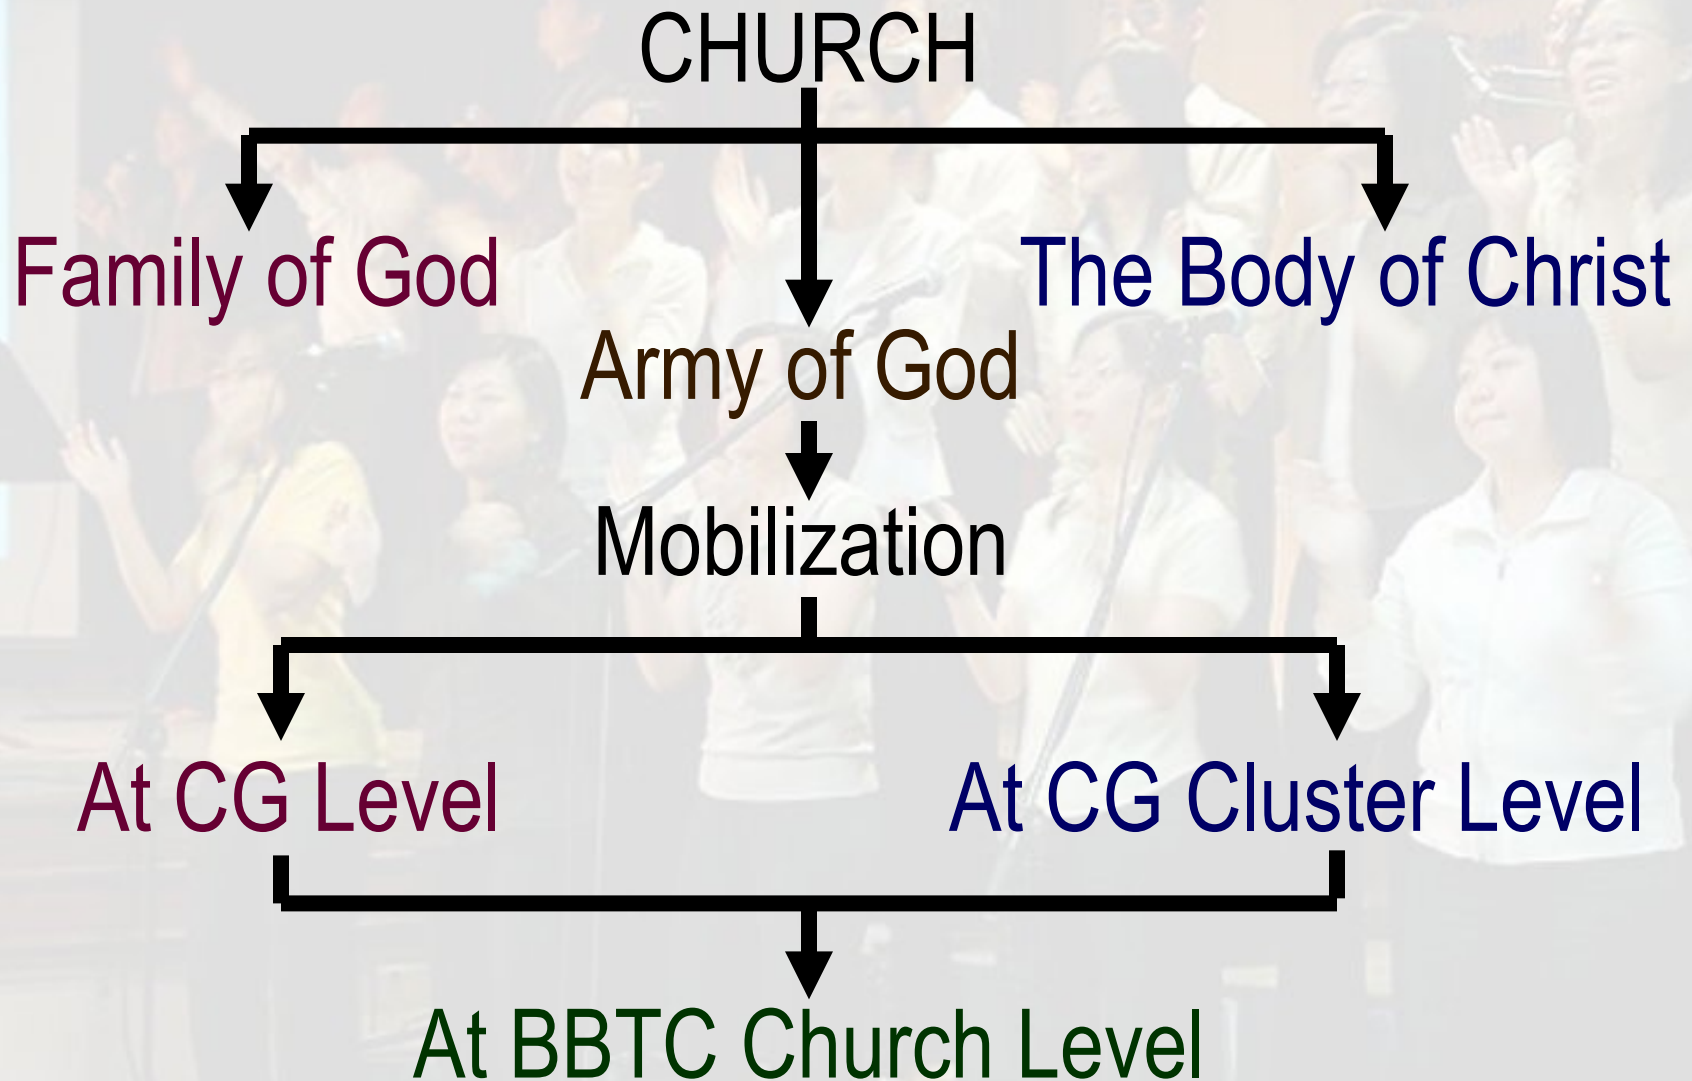 CHURCH
Family of God
The Body of Christ
Army of God
Mobilization
At CG Level
At CG Cluster Level
At BBTC Church Level